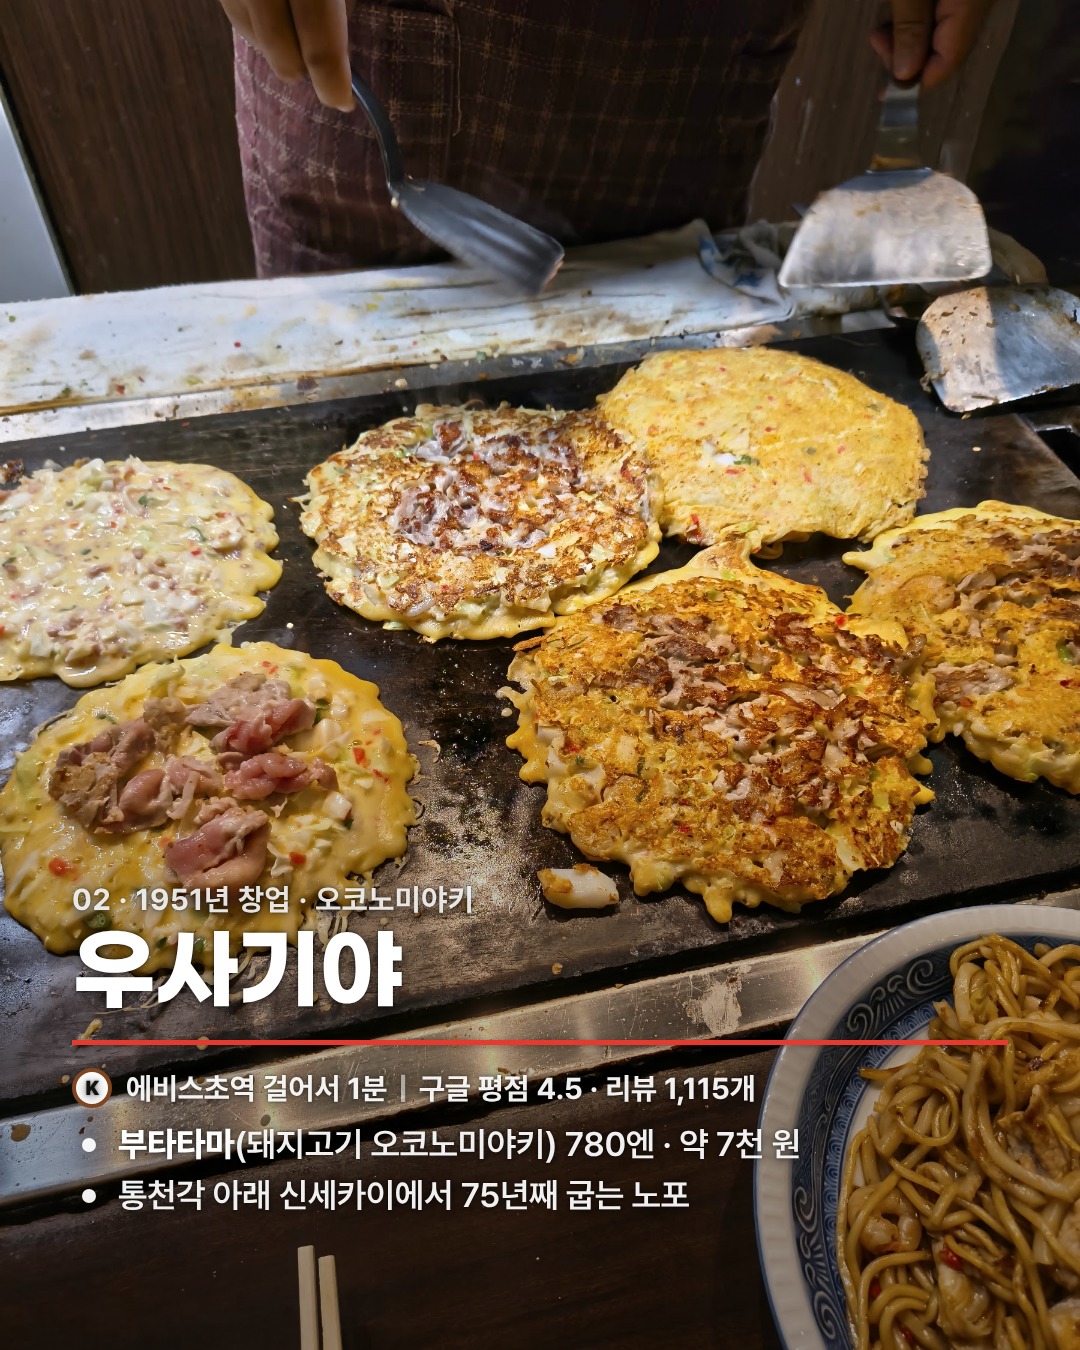 02 · 1951년 창업 · 오코노미야키
우사기야
K 에비스초역 걸어서 1분 | 구글 평점 4.5 · 리뷰 1,115개
• 부타타마(돼지고기 오코노미야키) 780엔 · 약 7천 원
• 통천각 아래 신세카이에서 75년째 굽는 노포